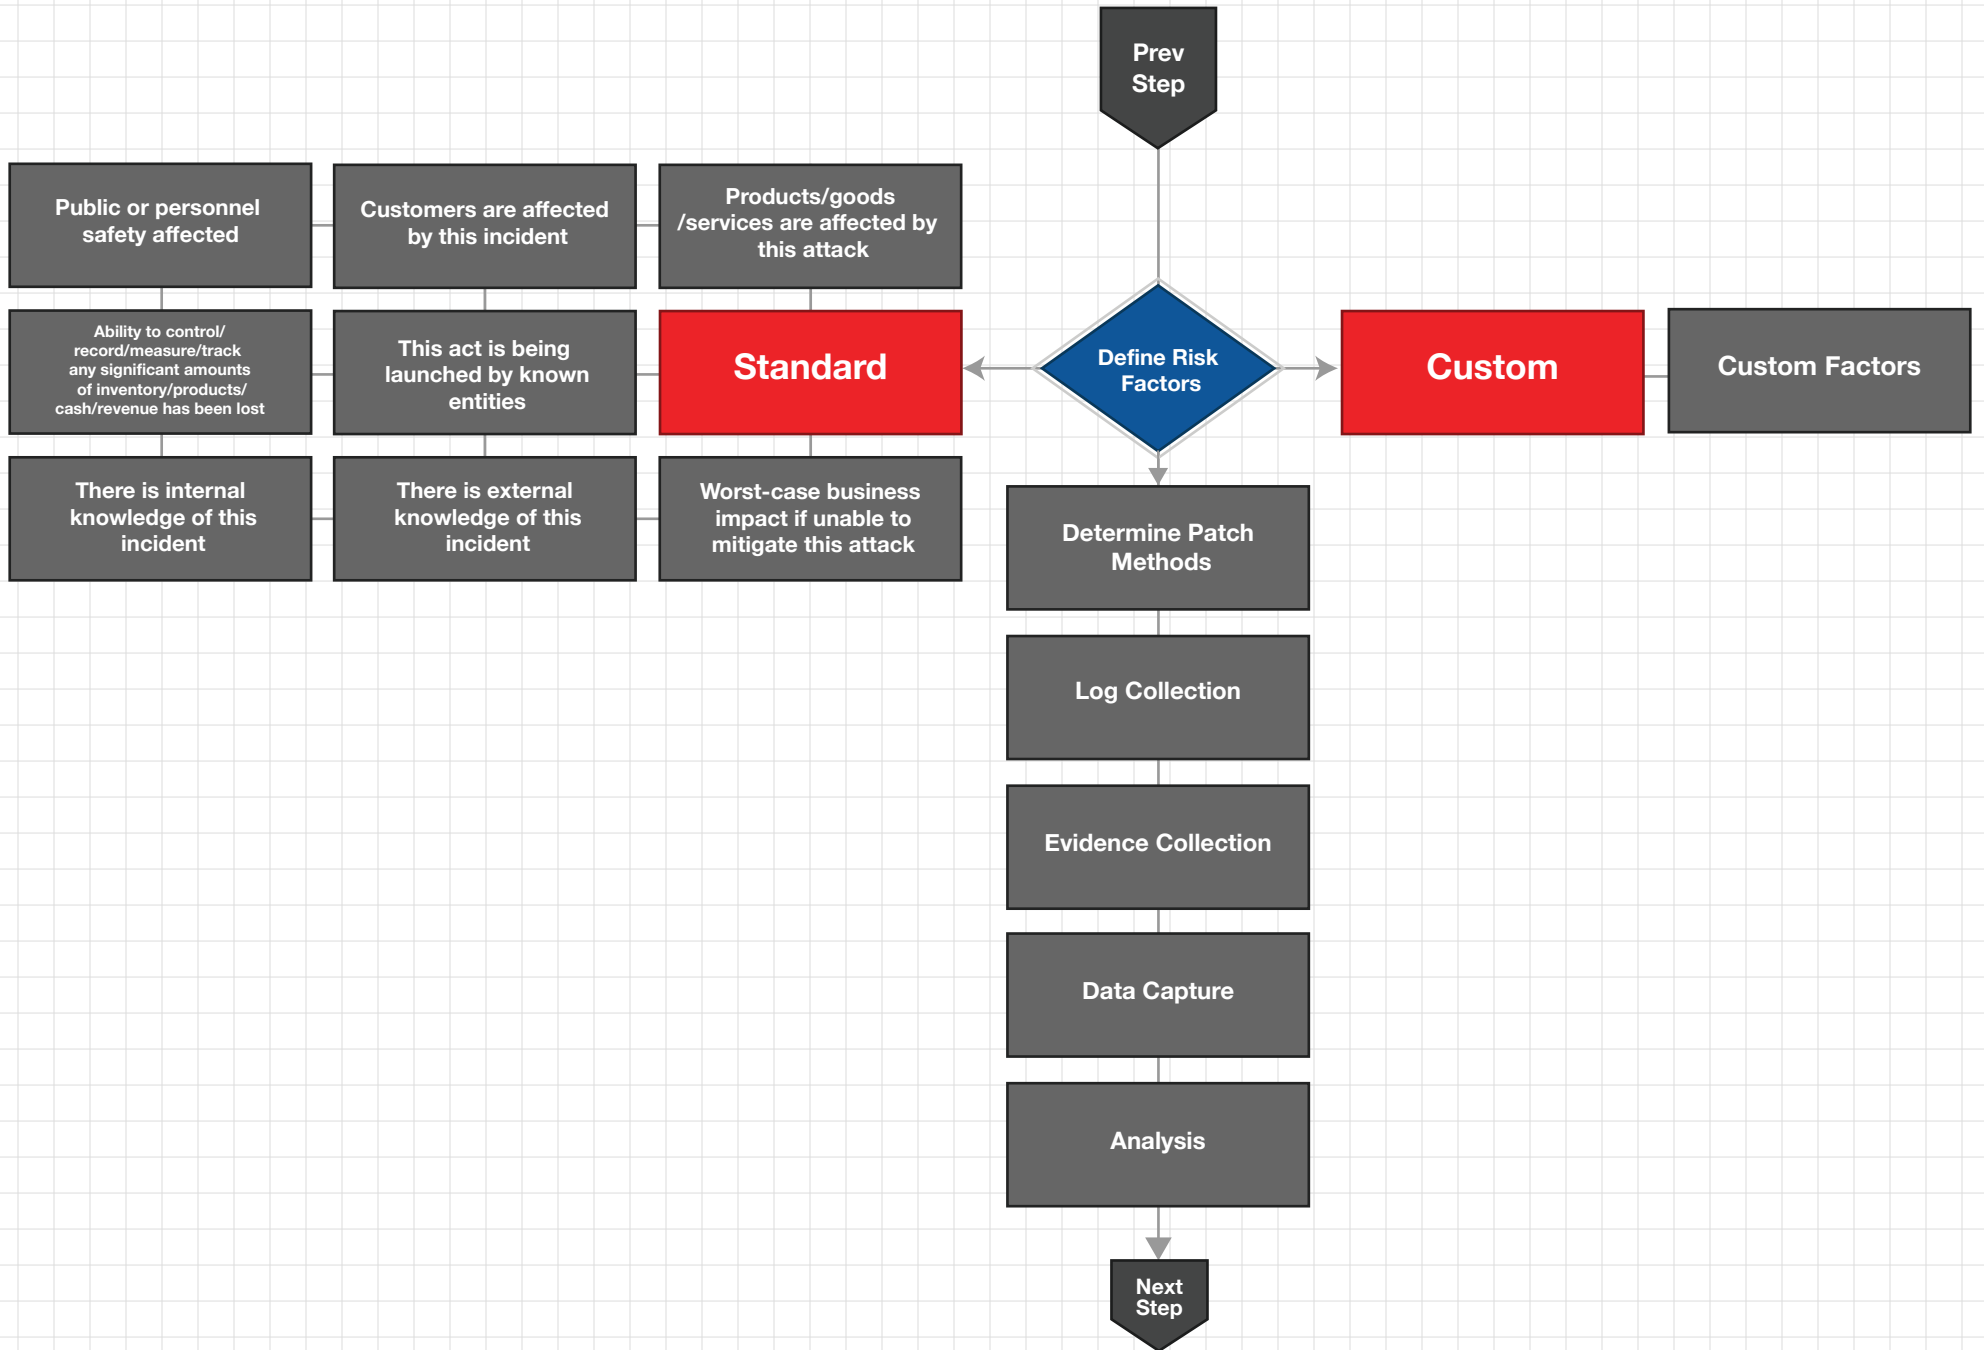 Prev
Step
Public or personnel
safety affected
Customers are affected
by this incident
Products/goods
/services are affected by
this attack
Ability to control/
record/measure/track
any significant amounts
of inventory/products/
cash/revenue has been lost
This act is being
launched by known
entities
Standard
Define Risk
Factors
Custom
Custom Factors
There is internal
knowledge of this
incident
There is external
knowledge of this
incident
Worst-case business
impact if unable to
mitigate this attack
Determine Patch
Methods
Log Collection
Evidence Collection
Data Capture
Analysis
Next
Step